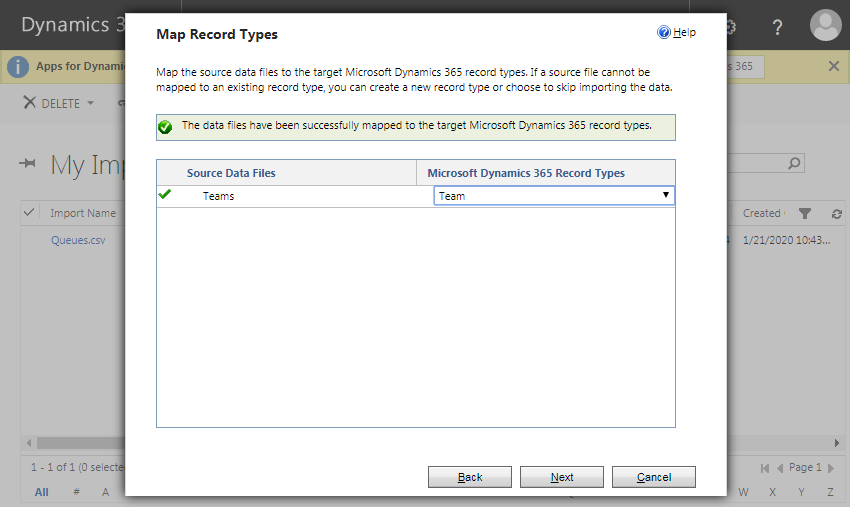 Dynamics 3
Map Record Types
Help
?
Apps for Dynami
365
Map the source data files to the target Microsoft Dynamics 365 record types. If a source file cannot be
mapped to an existing record type, you can create a new record type or choose to skip importing the data.
DELETE
The data files have been successfully mapped to the target Microsoft Dynamics 365 record types.
My Imp
Source Data Files
Microsoft Dynamics 365 Record Types
Teams
Team
Import Name
Created
Queues.csv
4
1/21/2020 10:43...
1 - 1 of 1 (0 selected
Page 1
Back
Next
Cancel
All
#
A
W
X
Y
Z